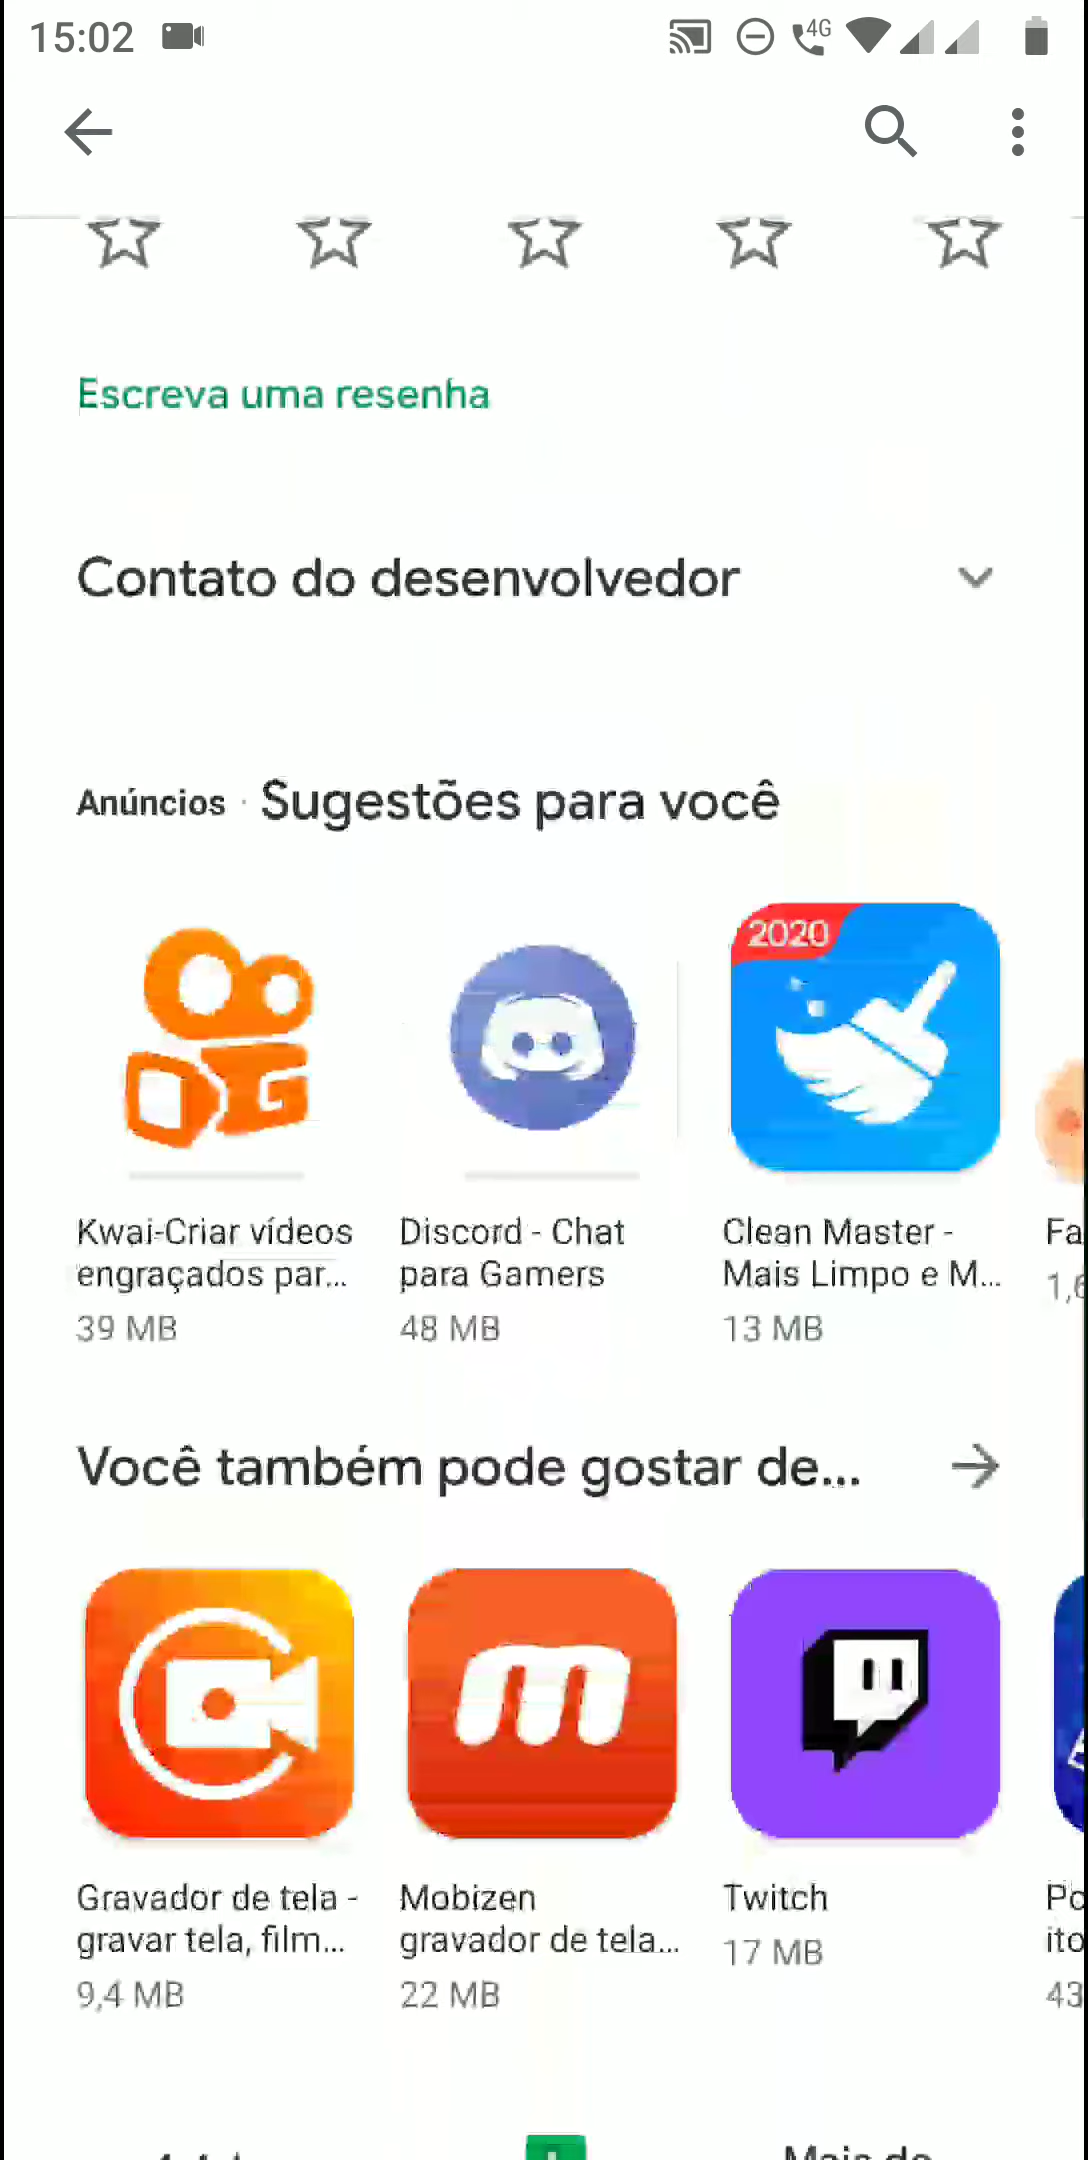 15:02
4G
Escreva uma resenha
Contato do desenvolvedor
Anúncios · Sugestões para você
2020
Kwai-Criar vídeos
engraçados par...
39 MB
Discord - Chat
para Gamers
48 MB
Clean Master -
Mais Limpo e M...
13 MB
Fa
1,6
Você também pode gostar de...
Gravador de tela -
gravar tela, film...
9,4 MB
m
Mobizen
gravador de tela...
22 MB
Twitch
17 MB
Po
ito
43
Mais de